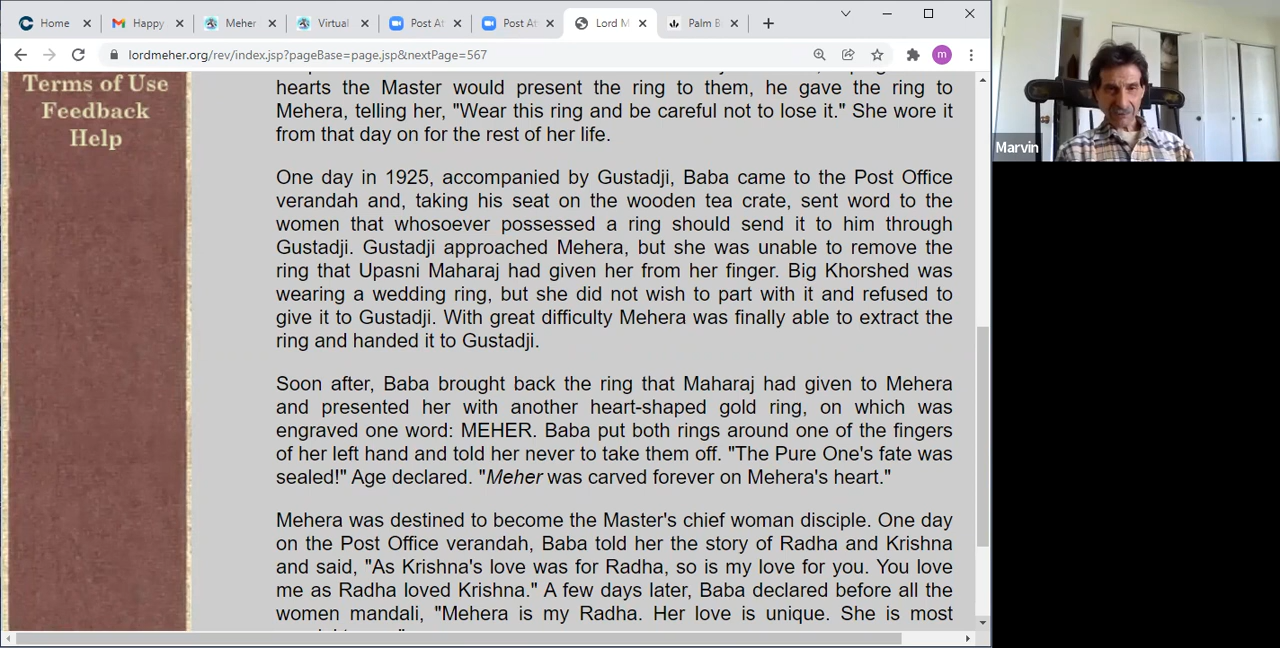 Home
Happy
Meher
Virtual
Post A
Post A
Lord M
Palm B
lordmeher.org/rev/index.jsp?pageBase=page.jsp&nextPage=567
m
Terms of Use
Feedback
Help
hearts the Master would present the ring to them, he gave the ring to
Mehera, telling her, "Wear this ring and be careful not to lose it." She wore it
from that day on for the rest of her life.
One day in 1925, accompanied by Gustadji, Baba came to the Post Office
verandah and, taking his seat on the wooden tea crate, sent word to the
women that whosoever possessed a ring should send it to him through
Gustadji. Gustadji approached Mehera, but she was unable to remove the
ring that Upasni Maharaj had given her from her finger. Big Khorshed was
wearing a wedding ring, but she did not wish to part with it and refused to
give it to Gustadji. With great difficulty Mehera was finally able to extract the
ring and handed it to Gustadji.
Soon after, Baba brought back the ring that Maharaj had given to Mehera
and presented her with another heart-shaped gold ring, on which was
engraved one word: MEHER. Baba put both rings around one of the fingers
of her left hand and told her never to take them off. "The Pure One's fate was
sealed!" Age declared. "Meher was carved forever on Mehera's heart."
Mehera was destined to become the Master's chief woman disciple. One day
on the Post Office verandah, Baba told her the story of Radha and Krishna
and said, "As Krishna's love was for Radha, so is my love for you. You love
me as Radha loved Krishna." A few days later, Baba declared before all the
women mandali, "Mehera is my Radha. Her love is unique. She is most
Marvin